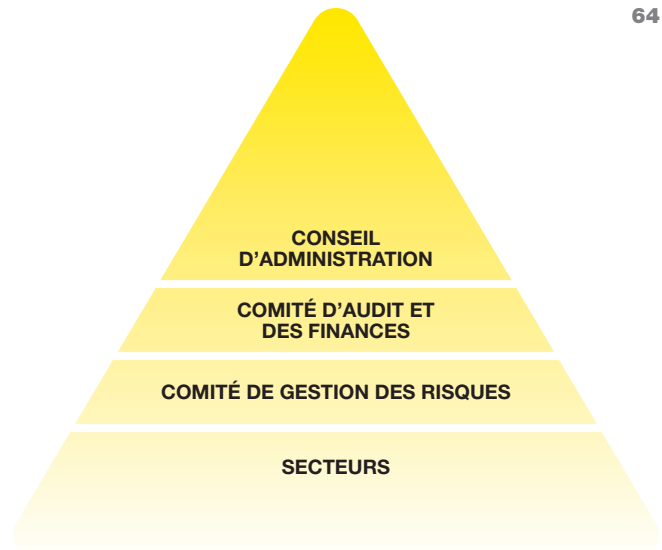 64
CONSEIL
D’ADMINISTRATION
COMITÉ D’AUDIT ET
DES FINANCES
COMITÉ DE GESTION DES RISQUES
SECTEURS